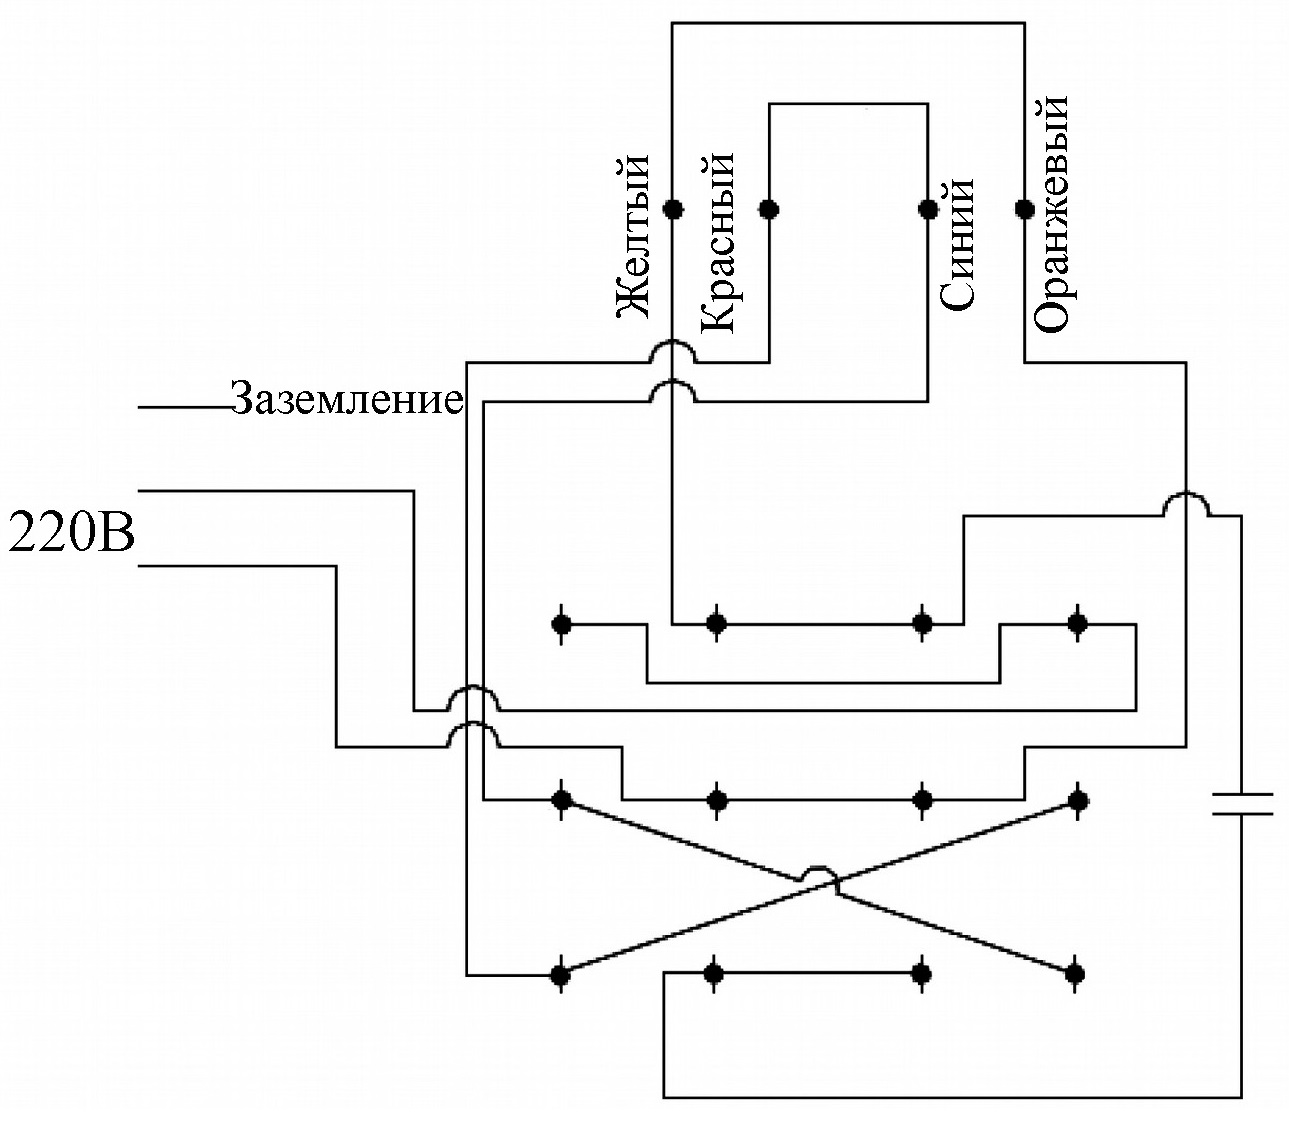 Желтый
Красный
Синий
Оранжевый
Заземление
220В